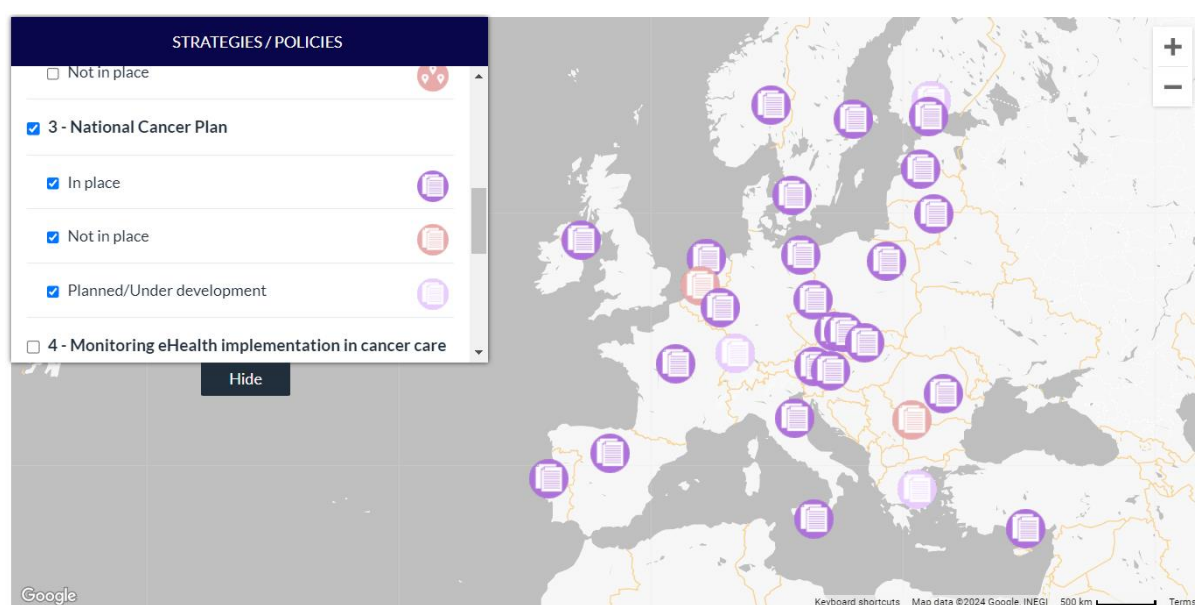 STRATEGIES / POLICIES
Not in place
3 - National Cancer Plan
In place
Not in place
Planned/Under development
4 - Monitoring eHealth implementation in cancer care
Hide
Google
Keyboard shortcuts Map data ©2024 Google, INEGI 500 km Terms